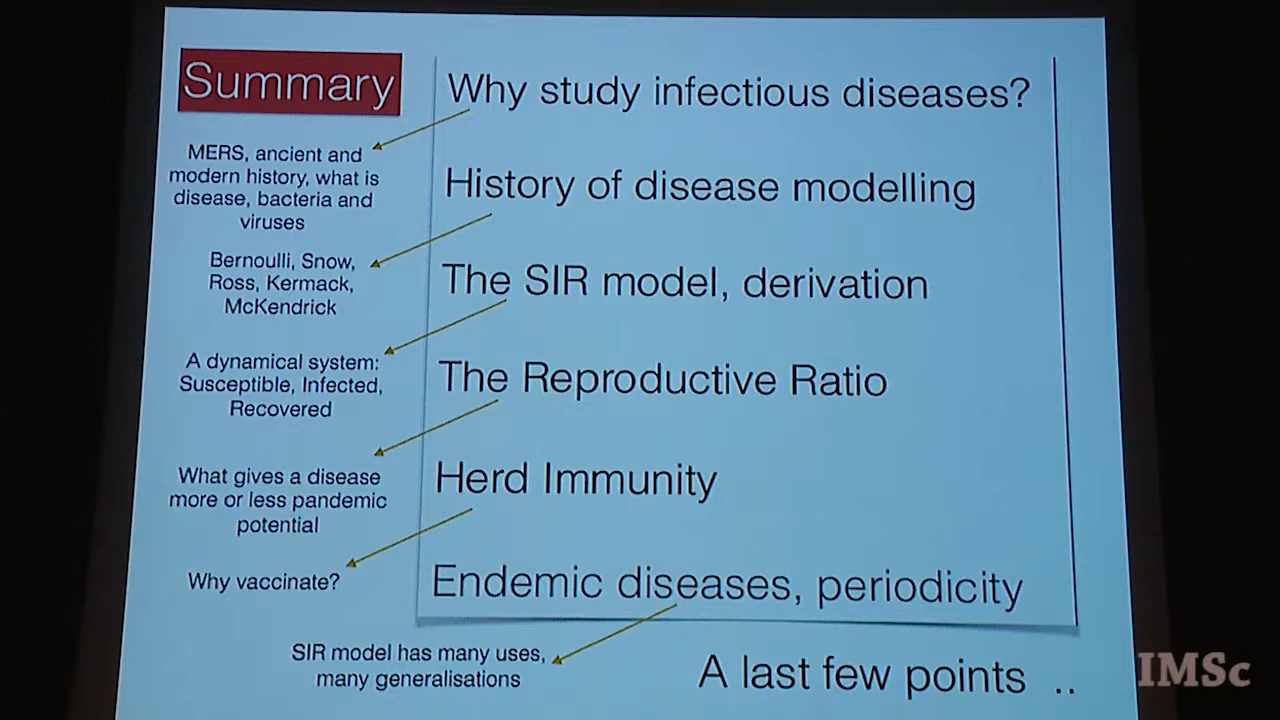 Summary
Why study infectious diseases?
MERS, ancient and
modern history, what is
disease, bacteria and
viruses
History of disease modelling
Bernoulli, Snow,
Ross, Kermack,
McKendrick
The SIR model, derivation
A dynamical system:
Susceptible, Infected,
Recovered
The Reproductive Ratio
What gives a disease
more or less pandemic
potential
Herd Immunity
Why vaccinate?
Endemic diseases, periodicity
SIR model has many uses,
many generalisations
A last few points ..
IMSc